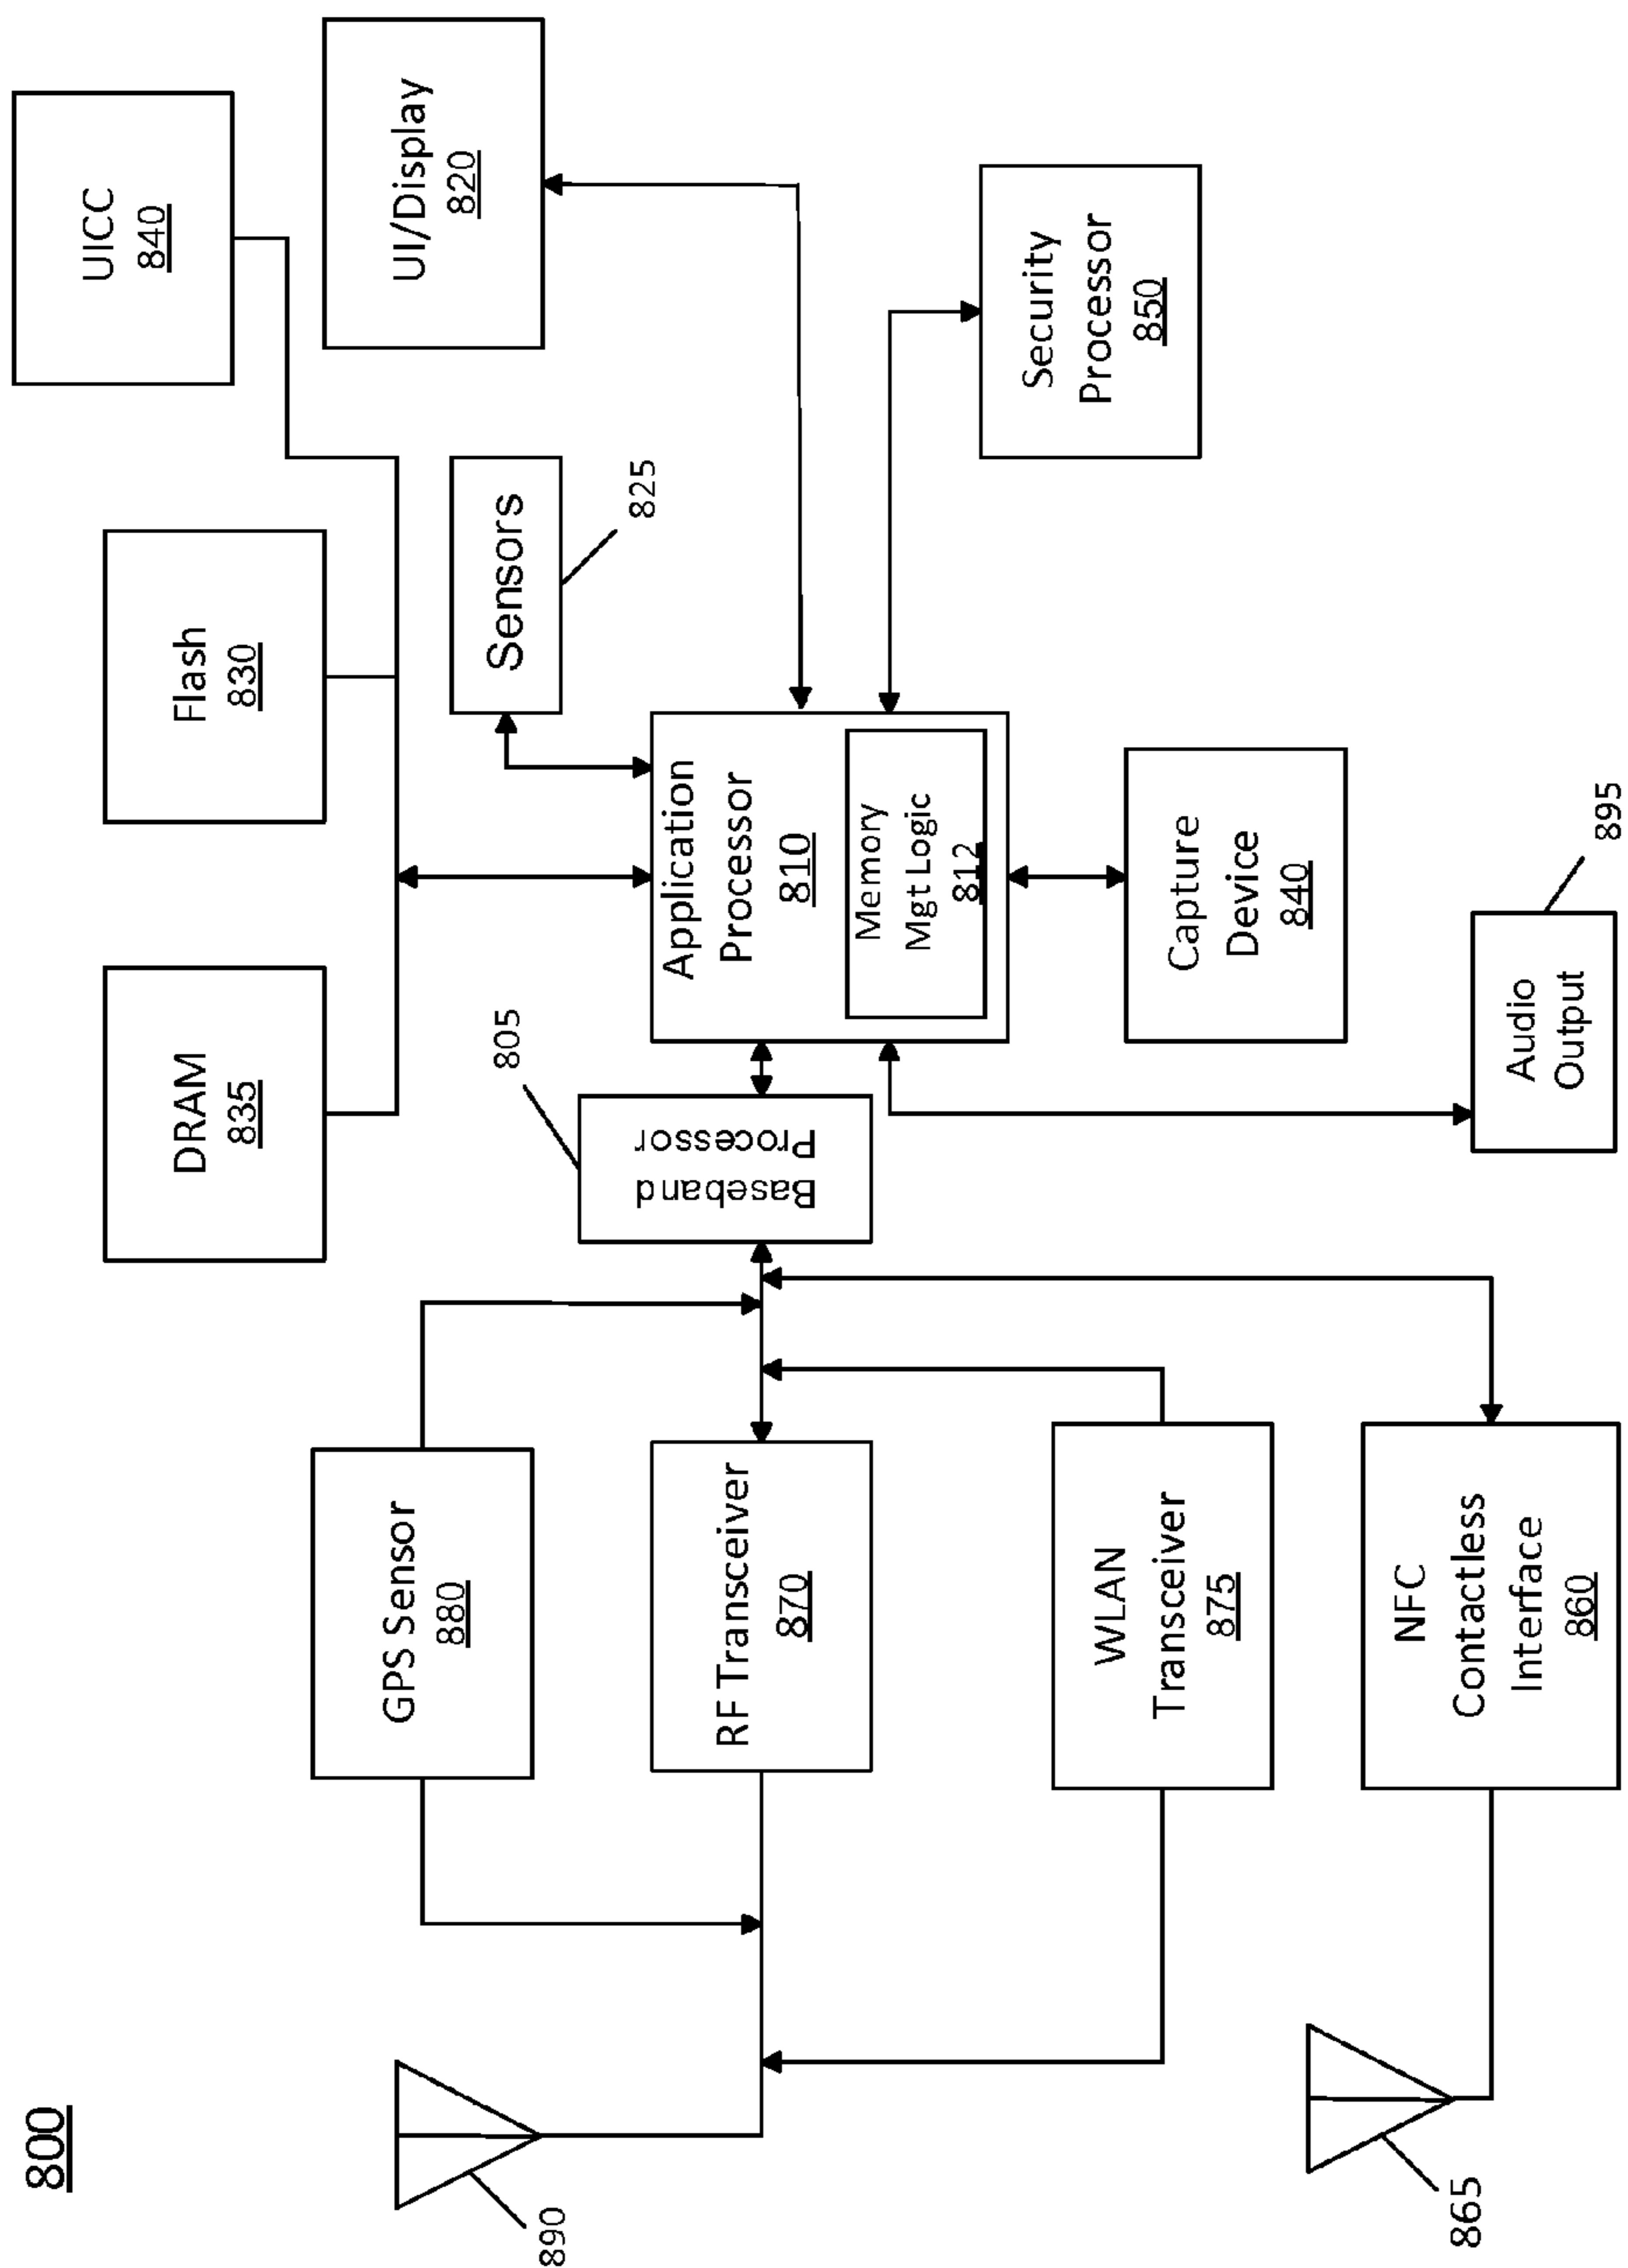 800
UICC
840
Flash
830
DRAM
835
UI/Display
820
Sensors
825
GPS Sensor
880
805
Baseband
Processor
Application
Processor
810
Memory
Mgt Logic
812
RF Transceiver
870
890
Security
Processor
850
WLAN
Transceiver
875
Capture
Device
840
NFC
Contactless
Interface
860
865
Audio
Output
895